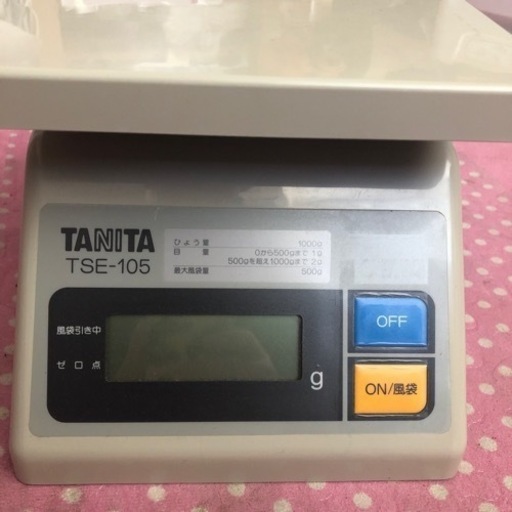 TANITA
TSE-105
ひょう量 1000g
目量 0から500gまで 1g
500gを超え1000gまで 2g
最大風袋量 500g
風袋引き中
ゼロ点
g
OFF
ON/風袋